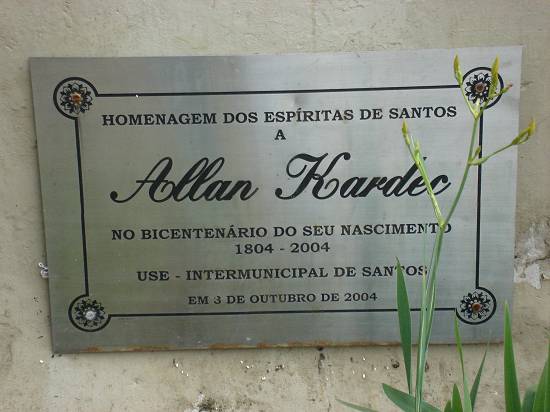 HOMENAGEM DOS ESPÍRITAS DE SANTOS
A
Allan Kardéc
NO BICENTENÁRIO DO SEU NASCIMENTO
1804 - 2004
USE - INTERMUNICIPAL DE SANTOS
EM 3 DE OUTUBRO DE 2004